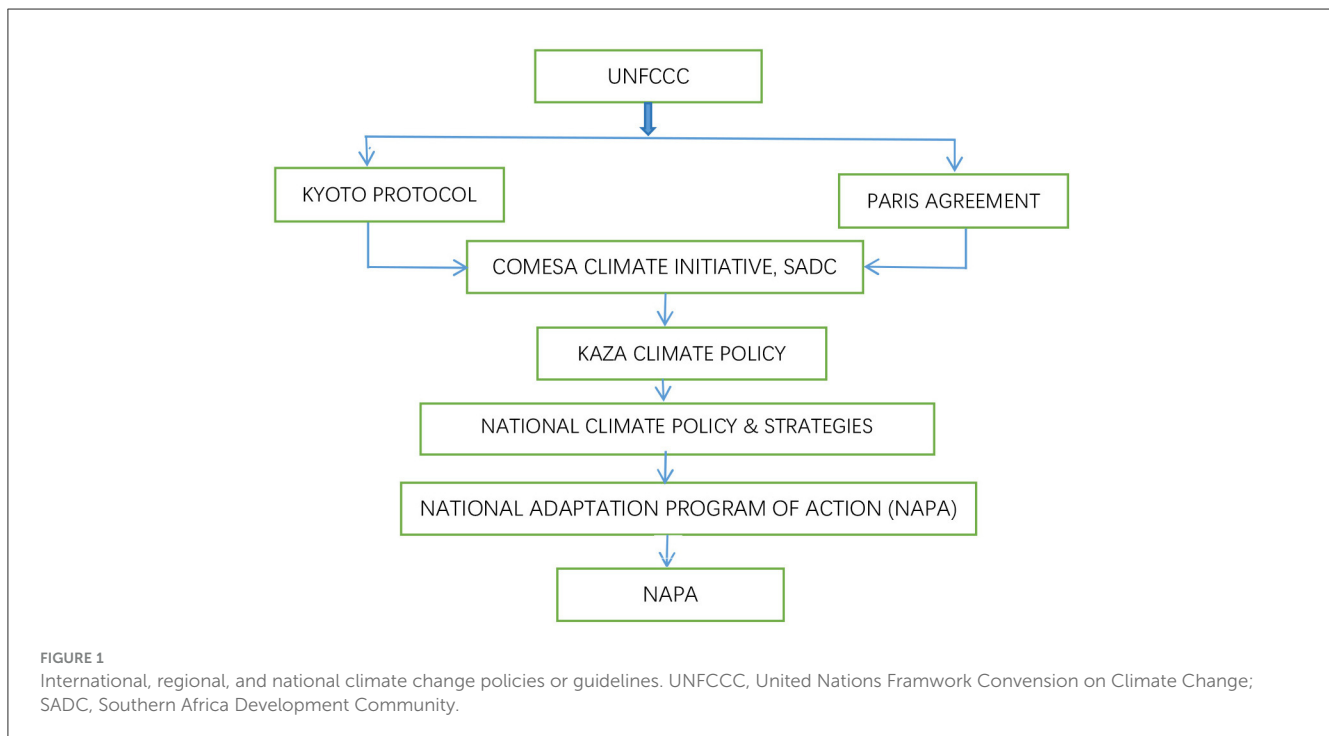 UNFCCC
KYOTO PROTOCOL
PARIS AGREEMENT
COMESA CLIMATE INITIATIVE, SADC
KAZA CLIMATE POLICY
NATIONAL CLIMATE POLICY & STRATEGIES
NATIONAL ADAPTATION PROGRAM OF ACTION (NAPA)
NAPA
FIGURE 1
International, regional, and national climate change policies or guidelines. UNFCCC, United Nations Framwork Convension on Climate Change;
SADC, Southern Africa Development Community.